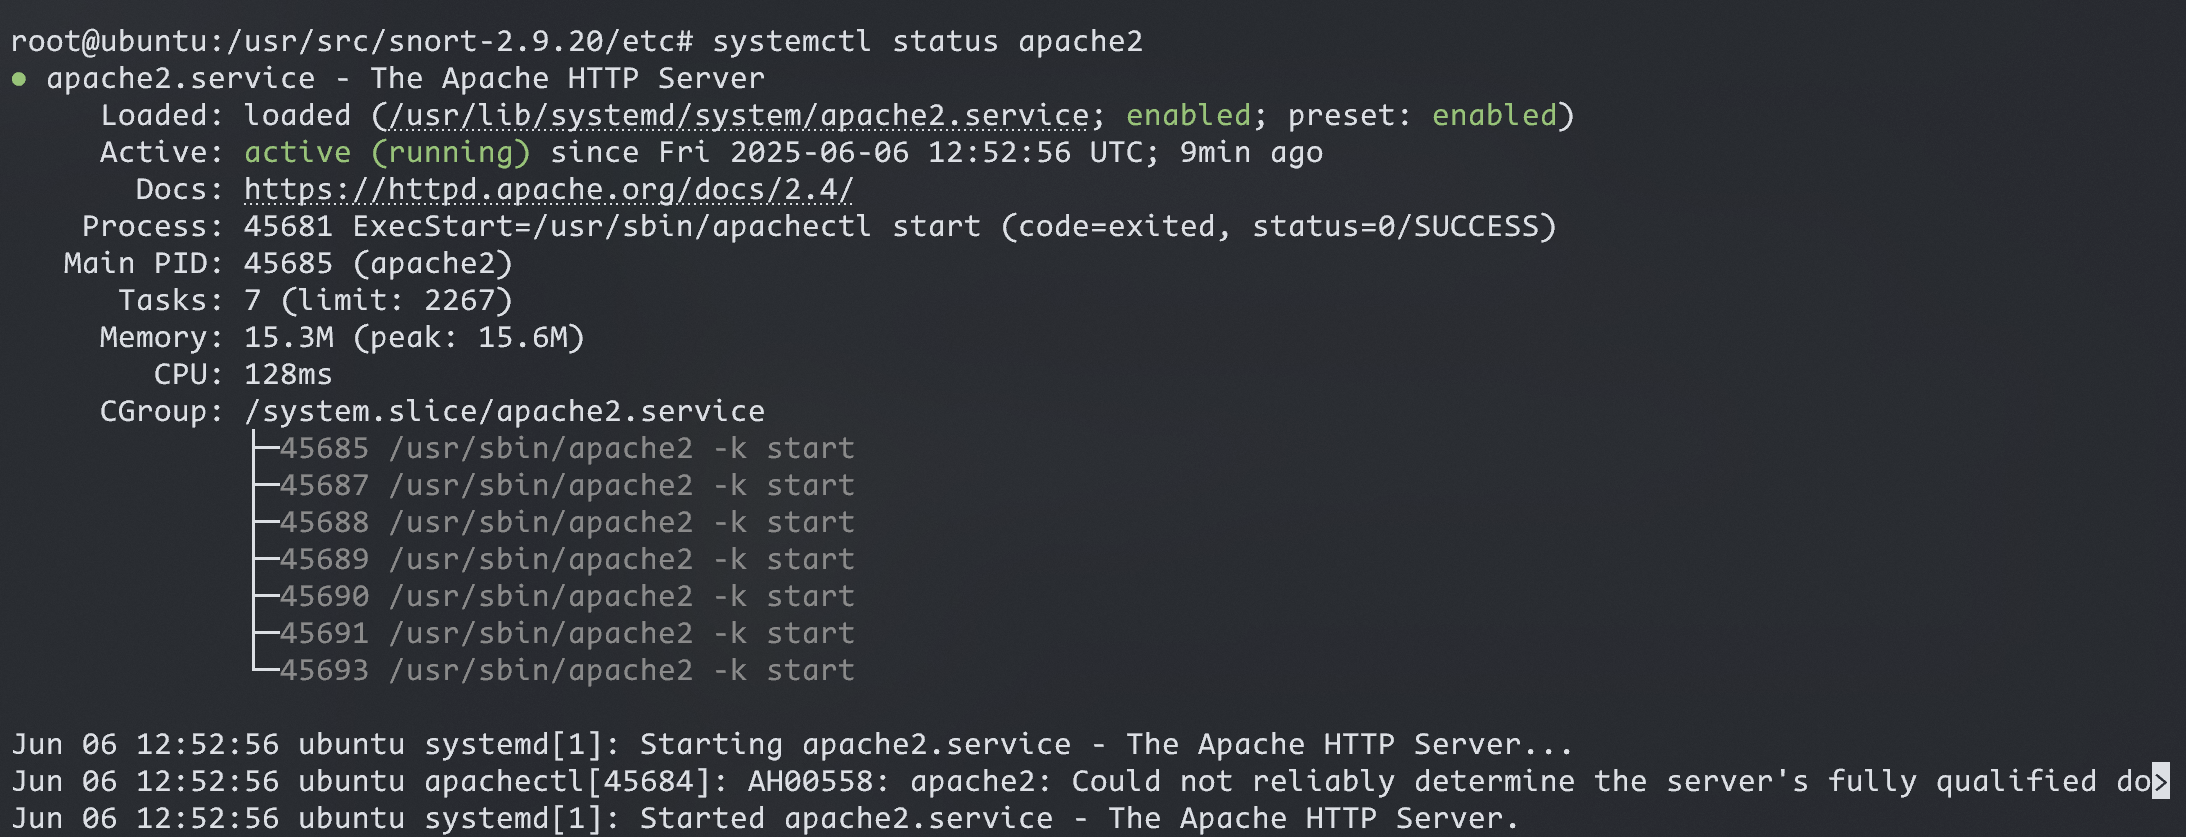 root@ubuntu:/usr/src/snort-2.9.20/etc# systemctl status apache2
● apache2.service - The Apache HTTP Server
     Loaded: loaded (/usr/lib/systemd/system/apache2.service; enabled; preset: enabled)
     Active: active (running) since Fri 2025-06-06 12:52:56 UTC; 9min ago
       Docs: https://httpd.apache.org/docs/2.4/
    Process: 45681 ExecStart=/usr/sbin/apachectl start (code=exited, status=0/SUCCESS)
   Main PID: 45685 (apache2)
      Tasks: 7 (limit: 2267)
     Memory: 15.3M (peak: 15.6M)
        CPU: 128ms
     CGroup: /system.slice/apache2.service
             ├─45685 /usr/sbin/apache2 -k start
             ├─45687 /usr/sbin/apache2 -k start
             ├─45688 /usr/sbin/apache2 -k start
             ├─45689 /usr/sbin/apache2 -k start
             ├─45690 /usr/sbin/apache2 -k start
             ├─45691 /usr/sbin/apache2 -k start
             └─45693 /usr/sbin/apache2 -k start

Jun 06 12:52:56 ubuntu systemd[1]: Starting apache2.service - The Apache HTTP Server...
Jun 06 12:52:56 ubuntu apachectl[45684]: AH00558: apache2: Could not reliably determine the server's fully qualified do>
Jun 06 12:52:56 ubuntu systemd[1]: Started apache2.service - The Apache HTTP Server.